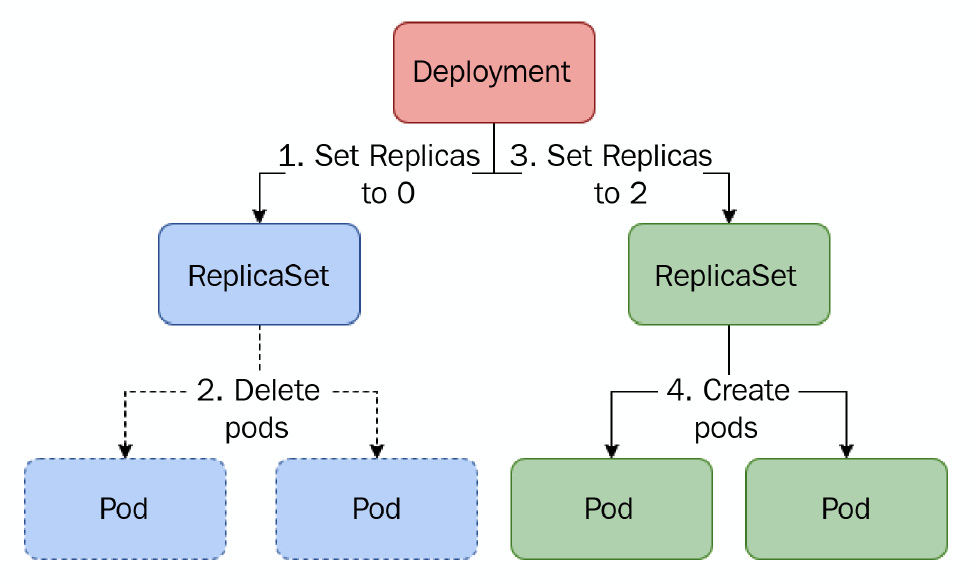 Deployment
1. Set Replicas
to 0
3. Set Replicas
to 2
ReplicaSet
ReplicaSet
2. Delete
pods
4. Create
pods
Pod
Pod
Pod
Pod